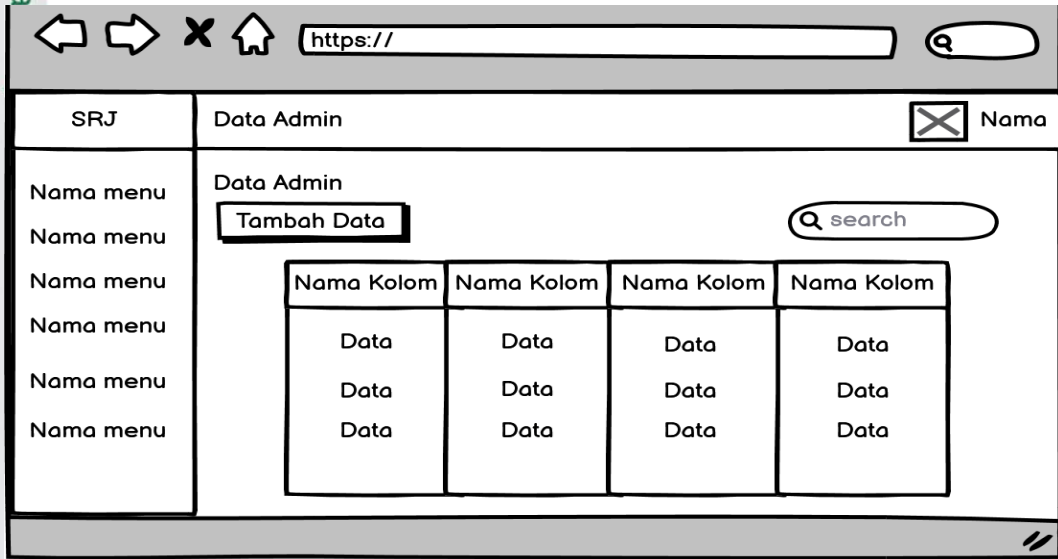 https://
SRJ
Data Admin
Nama
Nama menu
Nama menu
Nama menu
Nama menu
Nama menu
Nama menu
Data Admin
Tambah Data
search
Nama Kolom Nama Kolom Nama Kolom Nama Kolom
Data Data Data Data
Data Data Data Data
Data Data Data Data